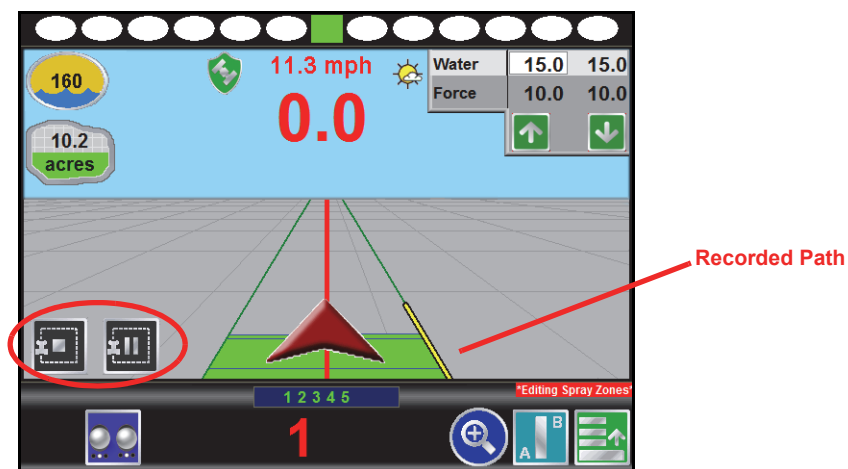 11.3 mph
0.0
160
10.2
acres
Water 15.0 15.0
Force 10.0 10.0
Recorded Path
*Editing Spray Zones*
1 2 3 4 5
1
A B